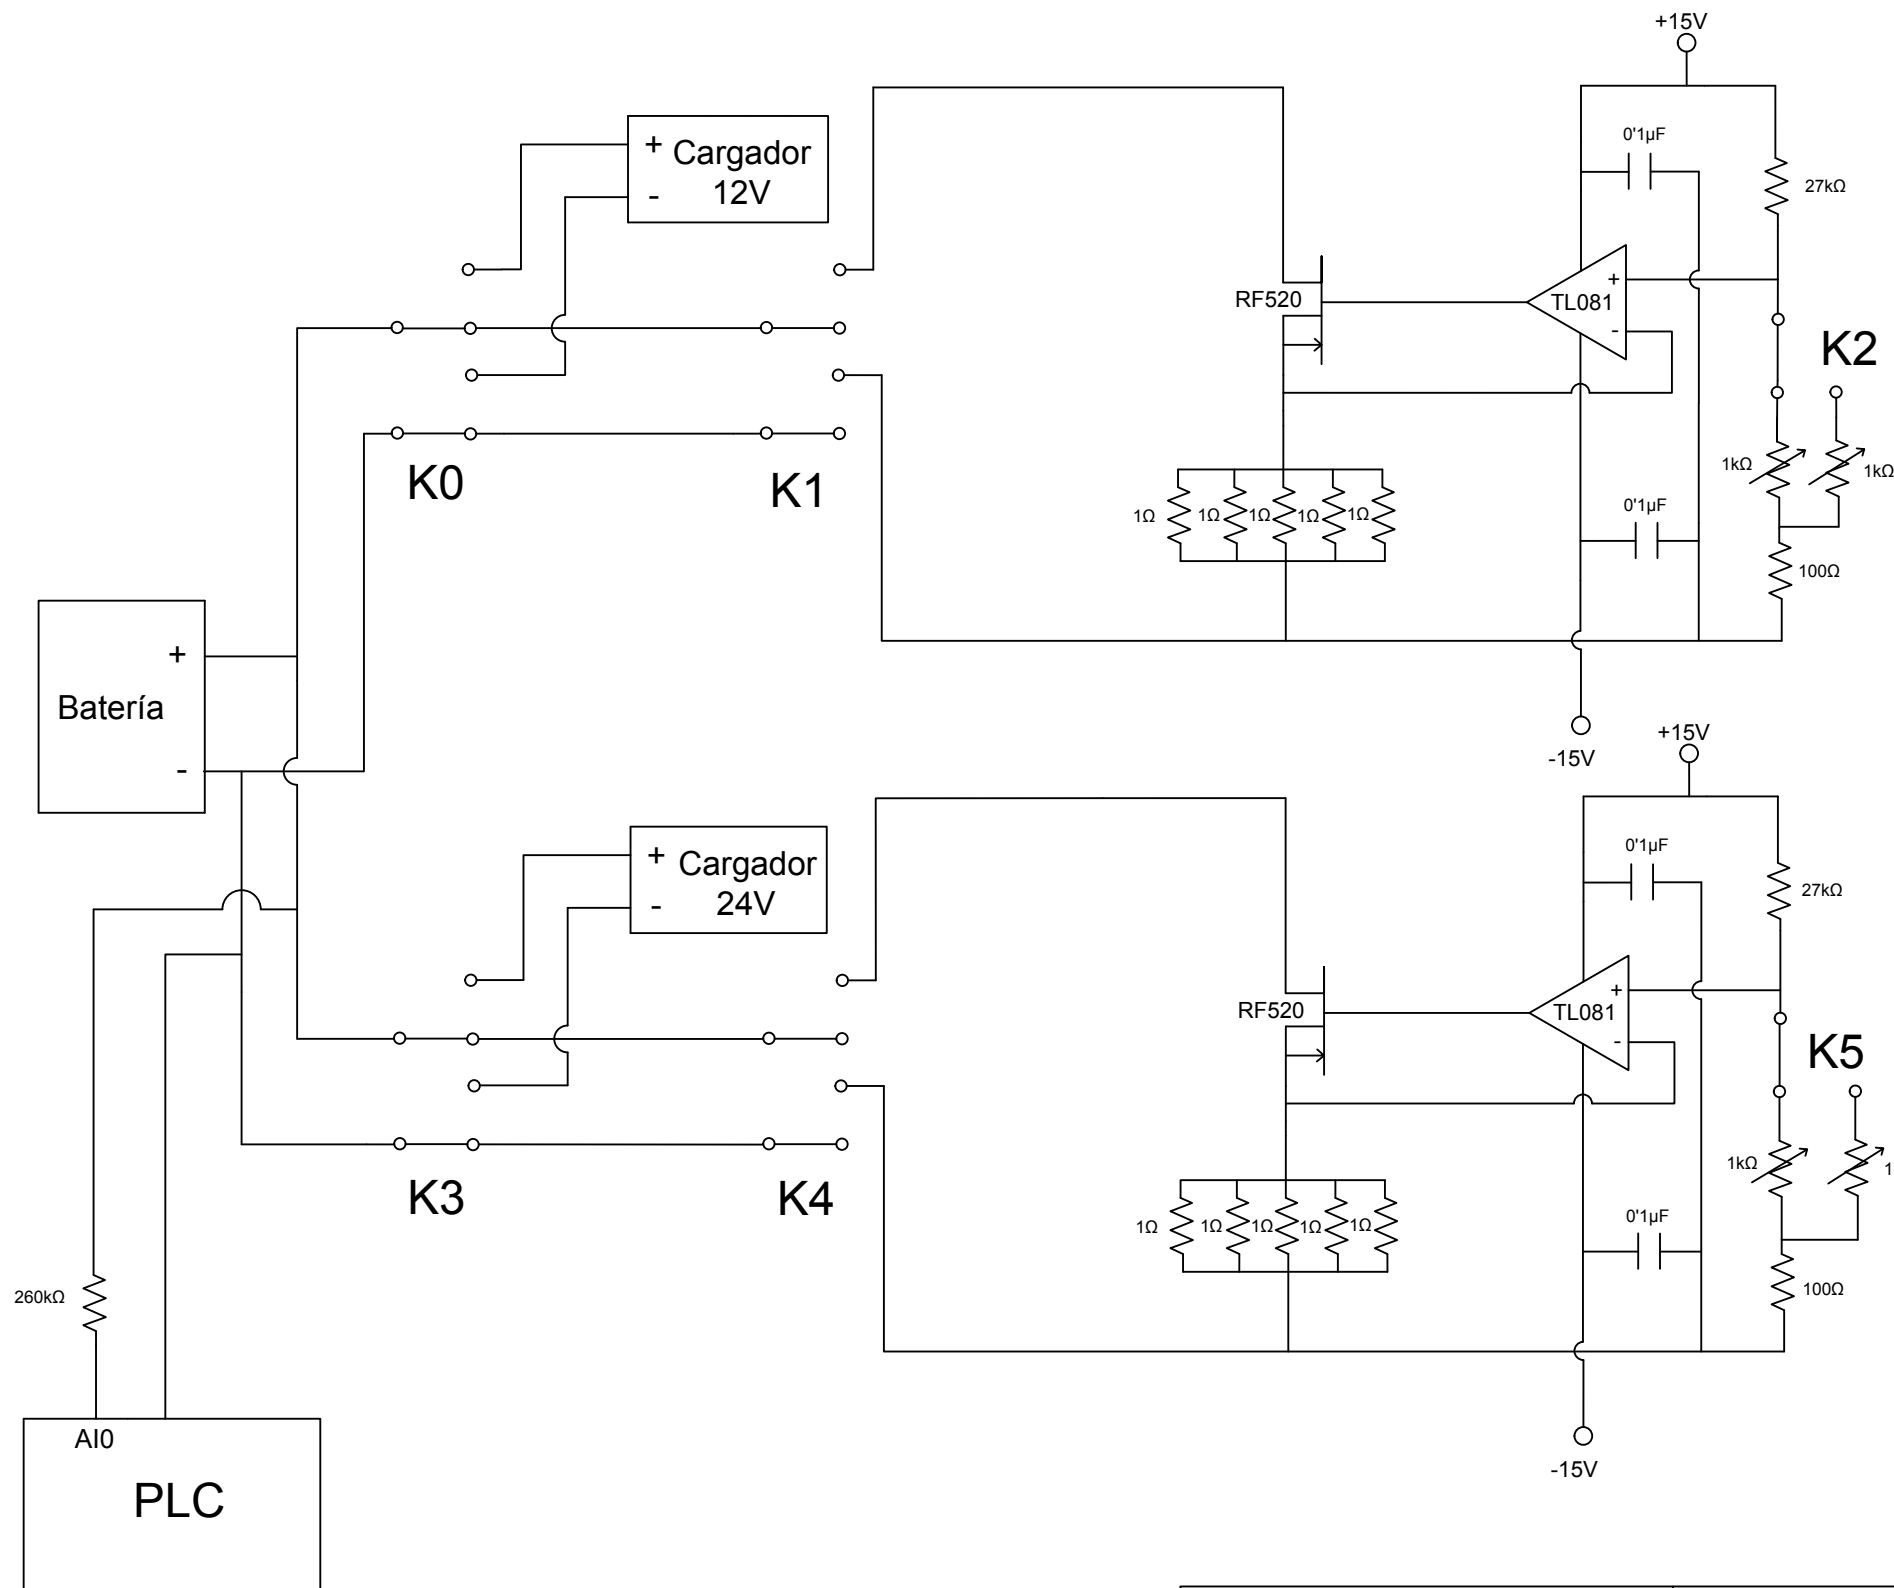 +15V
0'1µF
27kΩ
+ Cargador
12V
-
RF520
TL081
+
-
K2
1kΩ
1kΩ
K0
K1
1Ω
1Ω
1Ω
1Ω
1Ω
0'1µF
100Ω
+
Batería
-
-15V
+15V
+ Cargador
24V
-
0'1µF
27kΩ
RF520
TL081
+
-
K5
1kΩ
1
K3
K4
1Ω
1Ω
1Ω
1Ω
1Ω
0'1µF
100Ω
260kΩ
-15V
AI0
PLC